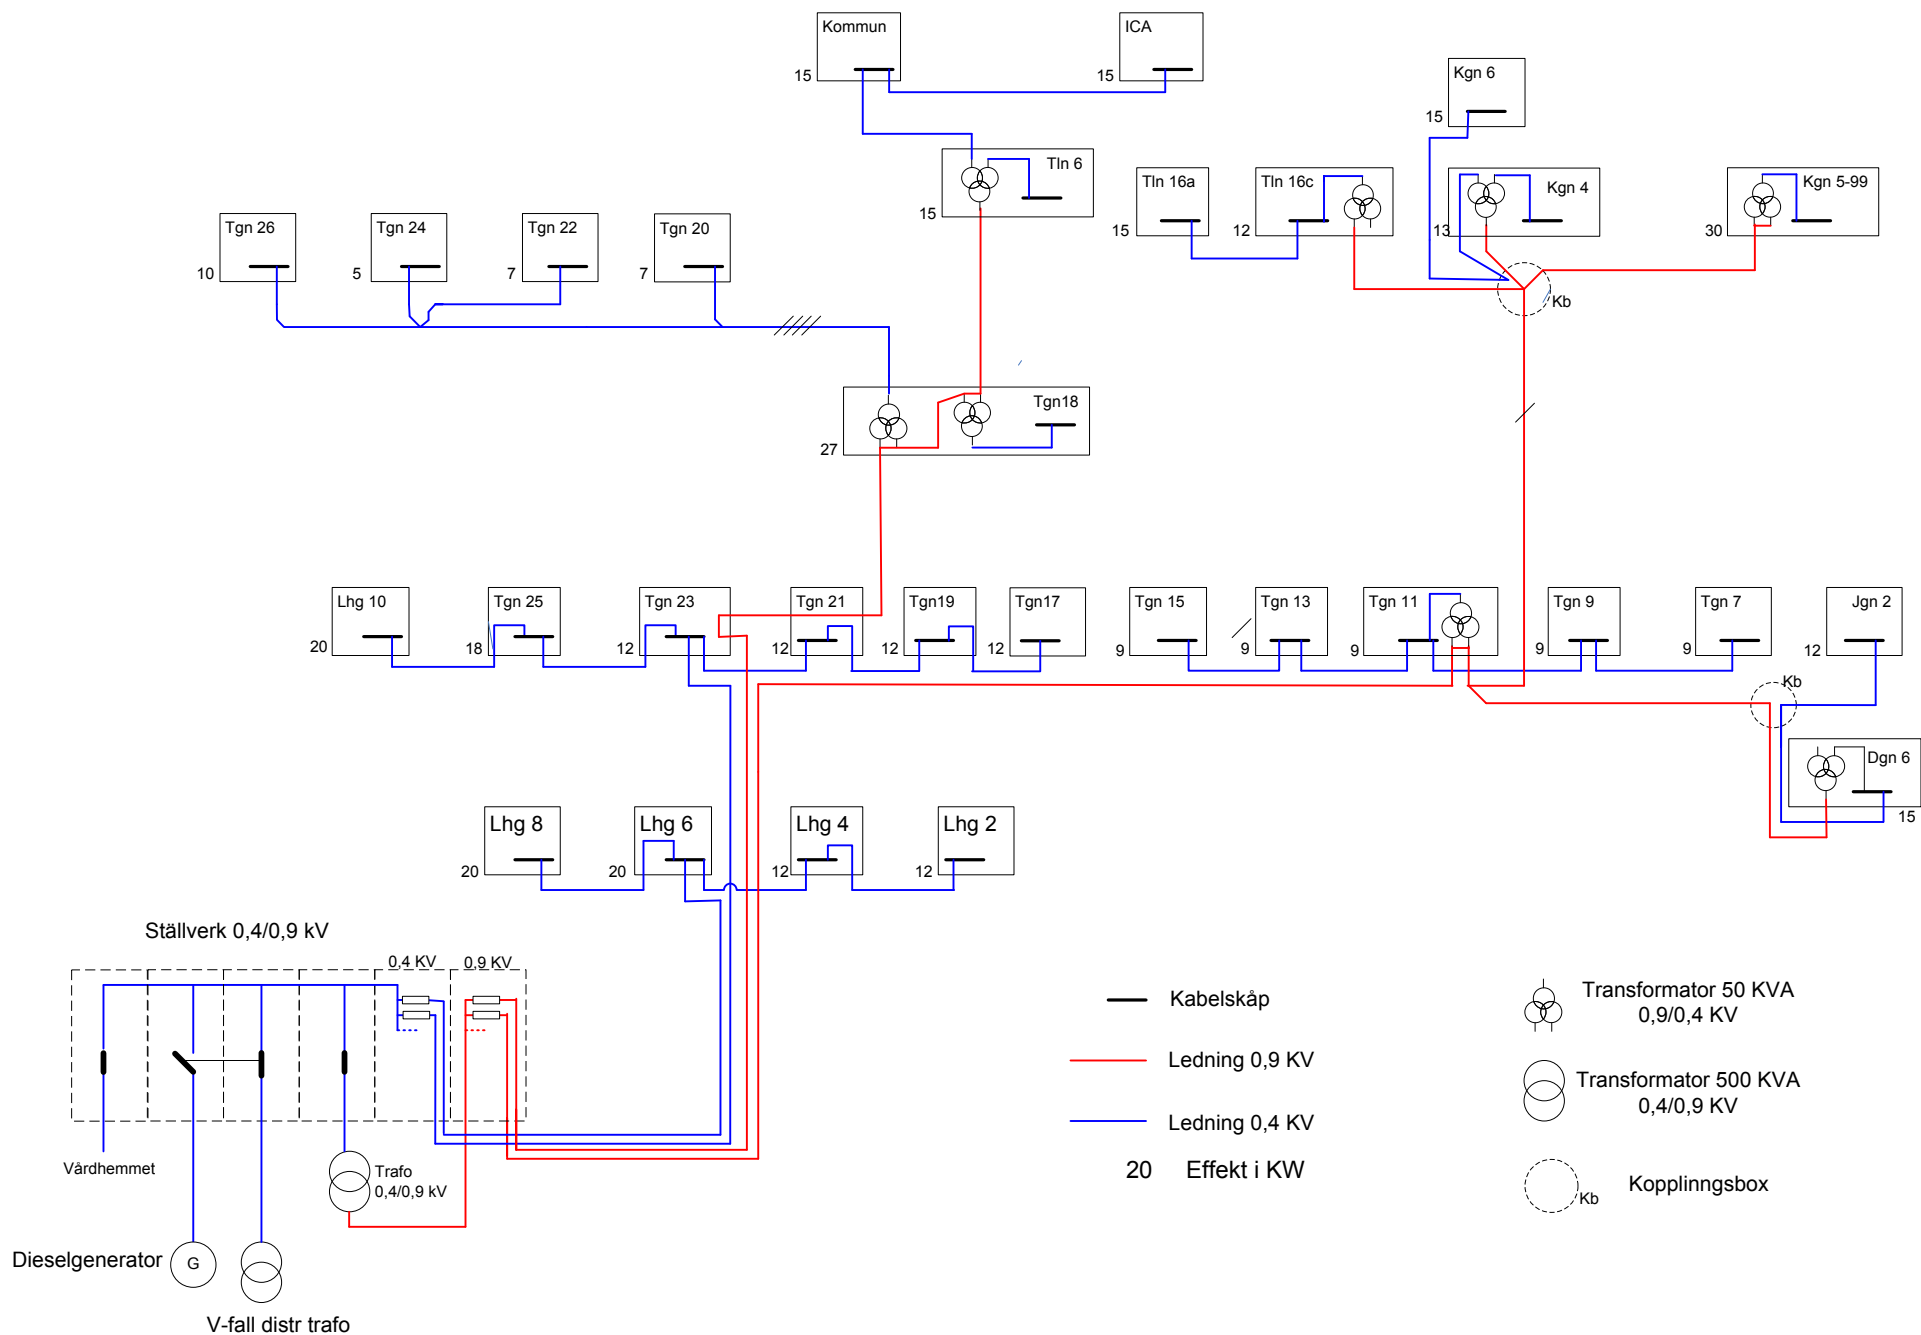 Kommun
15
ICA
15
Kgn 6
15
Tln 6
15
Tln 16a
15
Tln 16c
12
Kgn 4
13
Kgn 5-99
30
Kb
Tgn 26
10
Tgn 24
5
Tgn 22
7
Tgn 20
7
Tgn18
27
Lhg 10
20
Tgn 25
18
Tgn 23
12
Tgn 21
12
Tgn19
12
Tgn17
12
Tgn 15
9
Tgn 13
9
Tgn 11
9
Tgn 9
9
Tgn 7
9
Jgn 2
12
Kb
Dgn 6
15
Lhg 8
20
Lhg 6
20
Lhg 4
12
Lhg 2
12
Ställverk 0,4/0,9 kV
0,4 KV
0,9 KV
Vårdhemmet
Trafo
0,4/0,9 kV
Dieselgenerator
G
V-fall distr trafo
Kabelskåp
Ledning 0,9 KV
Ledning 0,4 KV
20 Effekt i KW
Transformator 50 KVA
0,9/0,4 KV
Transformator 500 KVA
0,4/0,9 KV
Kb
Kopplinngsbox